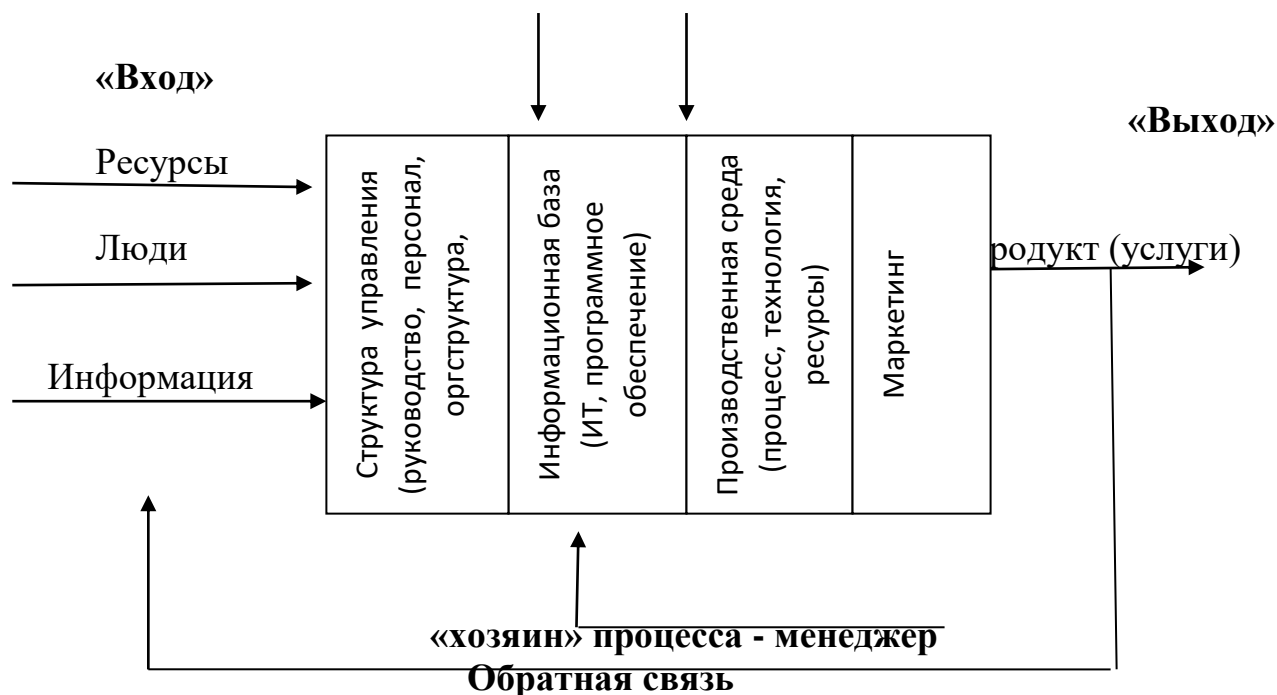 «Вход»
«Выход»
Ресурсы
Люди
Информация
Структура управления
(руководство, персонал,
оргструктура,
Информационная база
(ИТ, программное
обеспечение)
Производственная среда
(процесс, технология,
ресурсы)
Маркетинг
родукт (услуги)
«хозяин» процесса - менеджер
Обратная связь